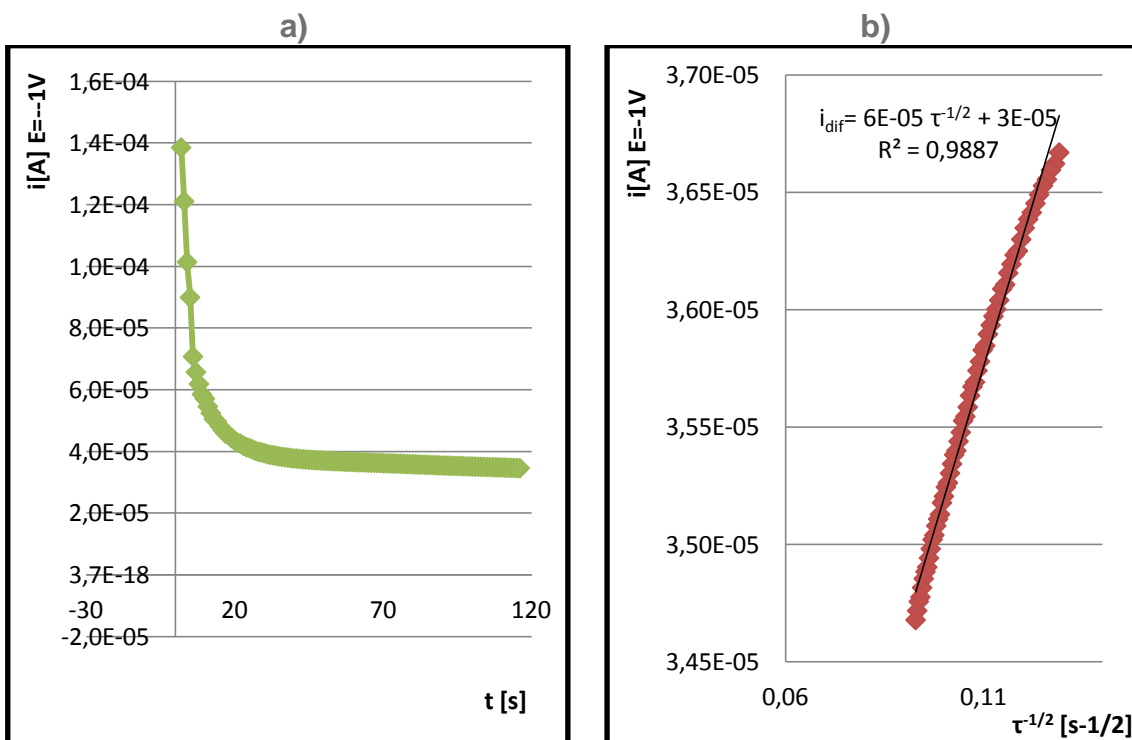 a)
i[A] E=--1V
1,6E-04
1,4E-04
1,2E-04
1,0E-04
8,0E-05
6,0E-05
4,0E-05
2,0E-05
3,7E-18
-2,0E-05
-30 20 70 120
t [s]
b)
i[A] E=-1V
3,70E-05
3,65E-05
3,60E-05
3,55E-05
3,50E-05
3,45E-05
i_dif= 6E-05 τ^-1/2 + 3E-05
R² = 0,9887
0,06 0,11
τ^-1/2 [s-1/2]